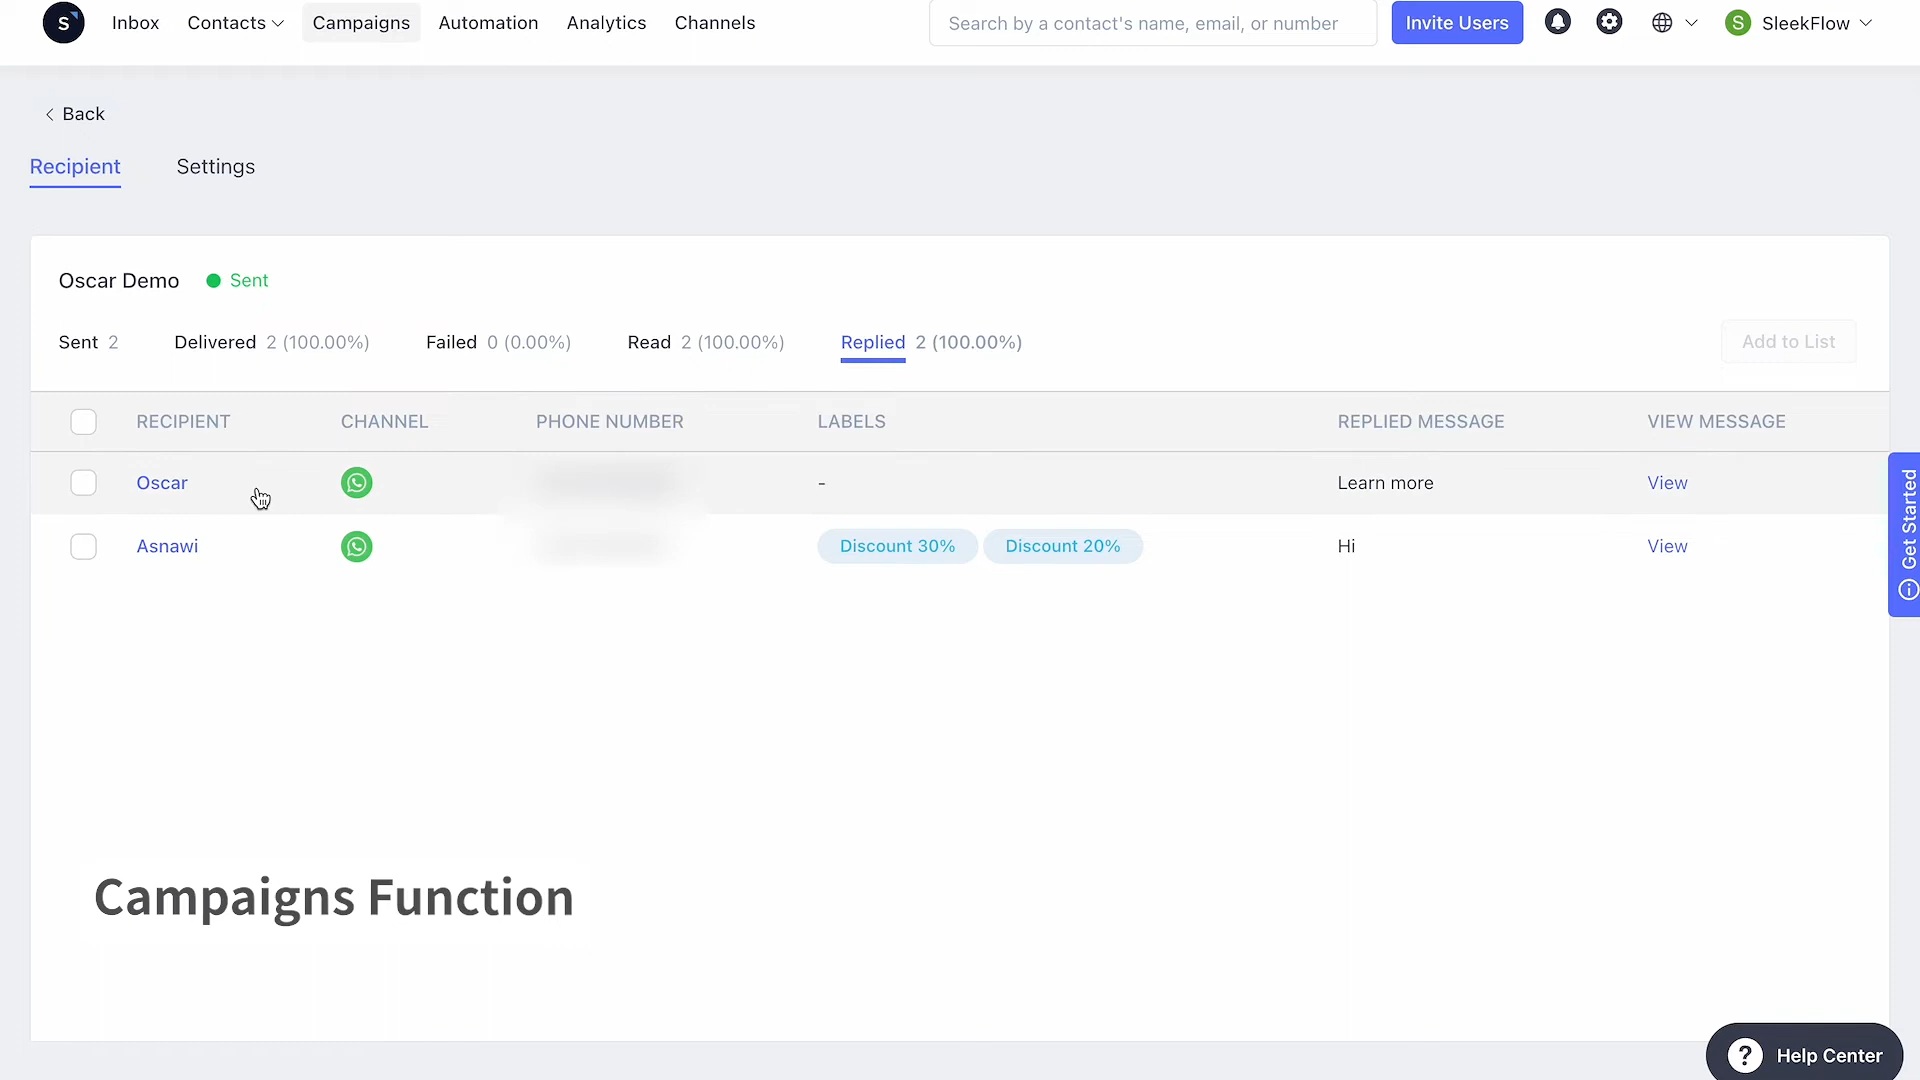 S Inbox Contacts Campaigns Automation Analytics Channels Search by a contact's name, email, or number Invite Users S SleekFlow
Back
Recipient Settings
Oscar Demo Sent
Sent 2 Delivered 2 (100.00%) Failed 0 (0.00%) Read 2 (100.00%) Replied 2 (100.00%) Add to List
RECIPIENT CHANNEL PHONE NUMBER LABELS REPLIED MESSAGE VIEW MESSAGE
Oscar - Learn more View
Asnawi Discount 30% Discount 20% Hi View
Get Started
Campaigns Function
? Help Center